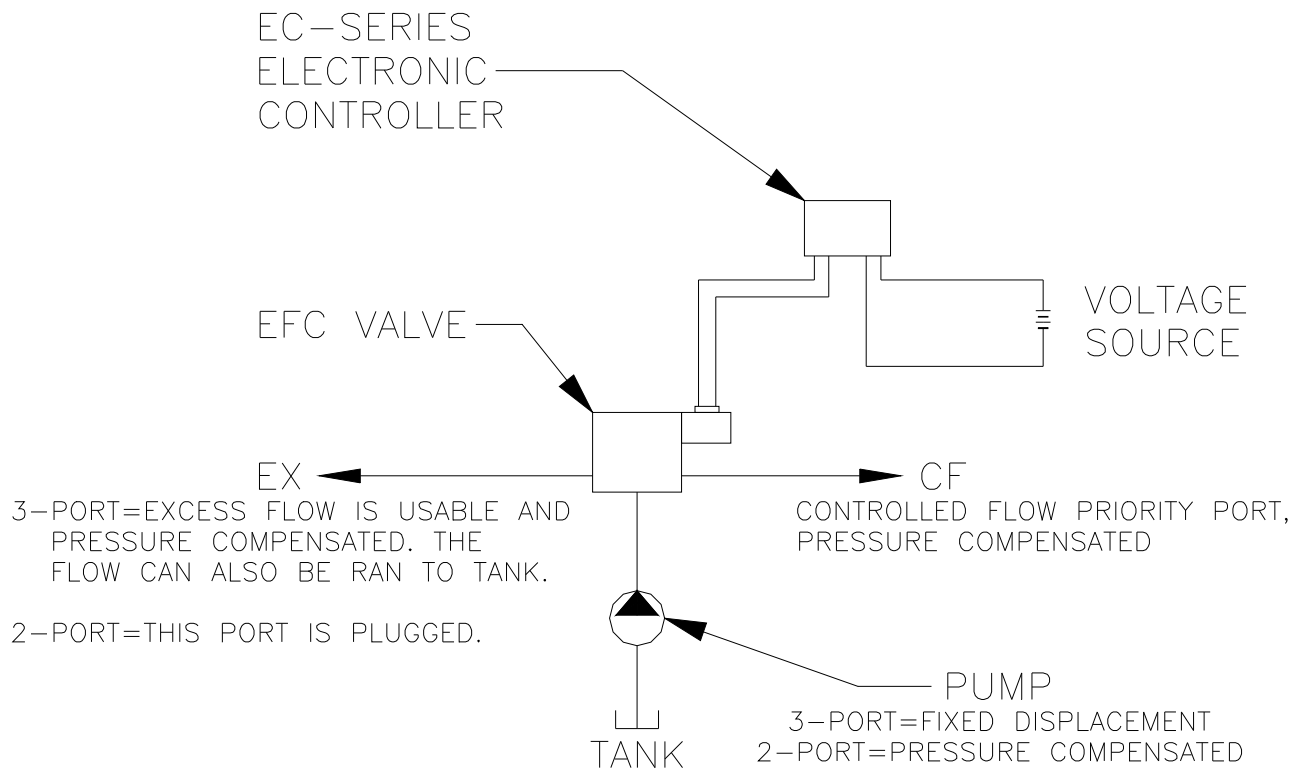 EC-SERIES
ELECTRONIC
CONTROLLER
VOLTAGE
SOURCE
EFC VALVE
EX
3-PORT=EXCESS FLOW IS USABLE AND
PRESSURE COMPENSATED. THE
FLOW CAN ALSO BE RAN TO TANK.
2-PORT=THIS PORT IS PLUGGED.
CF
CONTROLLED FLOW PRIORITY PORT,
PRESSURE COMPENSATED
PUMP
3-PORT=FIXED DISPLACEMENT
2-PORT=PRESSURE COMPENSATED
TANK